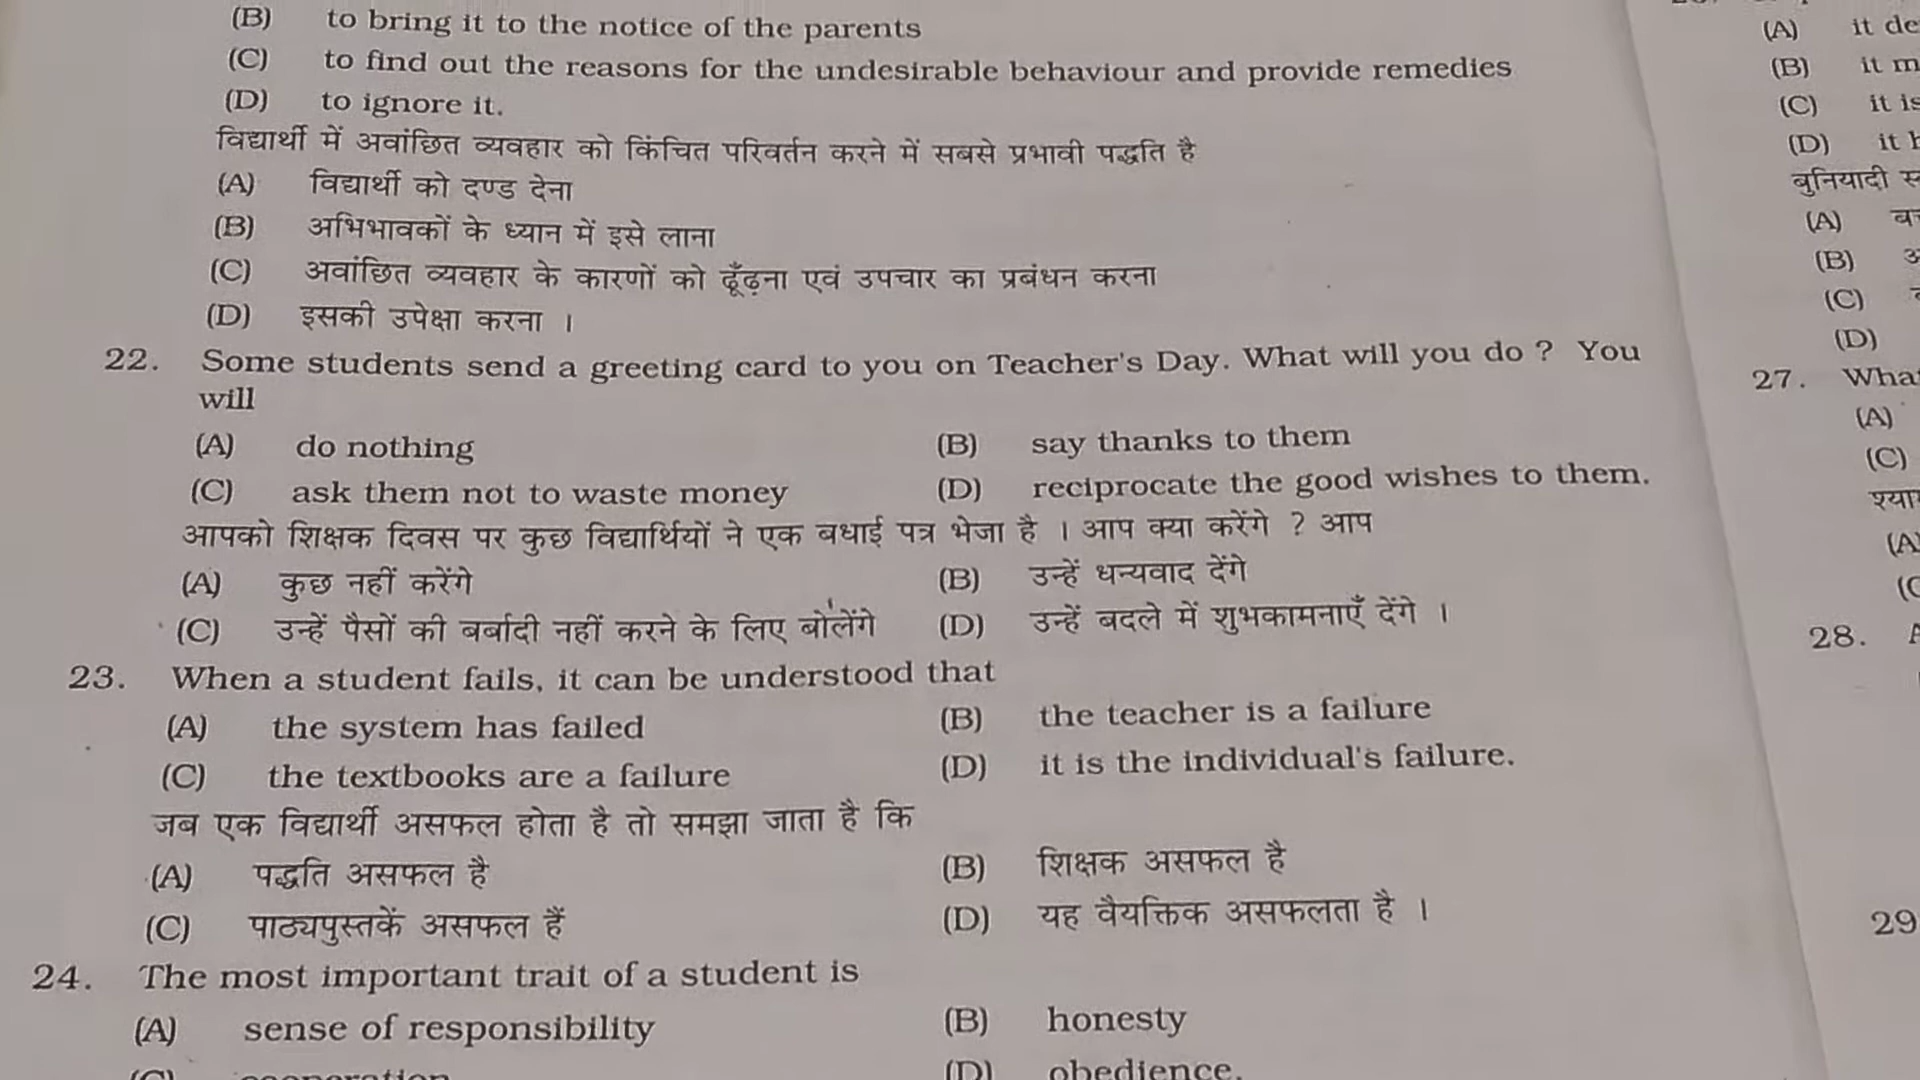 (B) to bring it to the notice of the parents
(C) to find out the reasons for the undesirable behaviour and provide remedies
(D) to ignore it.
विद्यार्थी में अवांछित व्यवहार को किंचित परिवर्तन करने में सबसे प्रभावी पद्धति है
(A) विद्यार्थी को दण्ड देना
(B) अभिभावकों के ध्यान में इसे लाना
(C) अवांछित व्यवहार के कारणों को ढूँढ़ना एवं उपचार का प्रबंधन करना
(D) इसकी उपेक्षा करना ।
22. Some students send a greeting card to you on Teacher's Day. What will you do ? You
will
(A) do nothing (B) say thanks to them
(C) ask them not to waste money (D) reciprocate the good wishes to them.
आपको शिक्षक दिवस पर कुछ विद्यार्थियों ने एक बधाई पत्र भेजा है । आप क्या करेंगे ? आप
(A) कुछ नहीं करेंगे (B) उन्हें धन्यवाद देंगे
(C) उन्हें पैसों की बर्बादी नहीं करने के लिए बोलेंगे (D) उन्हें बदले में शुभकामनाएँ देंगे ।
23. When a student fails, it can be understood that
(A) the system has failed (B) the teacher is a failure
(C) the textbooks are a failure (D) it is the individual's failure.
जब एक विद्यार्थी असफल होता है तो समझा जाता है कि
(A) पद्धति असफल है (B) शिक्षक असफल है
(C) पाठ्यपुस्तकें असफल हैं (D) यह वैयक्तिक असफलता है ।
24. The most important trait of a student is
(A) sense of responsibility (B) honesty
(C) cooperation (D) obedience.
(A) it
(B) it
(C) it
(D) it
बुनियादी
(A)
(B)
(C)
(D)
27.
(A)
(C)
(A)
28.
29